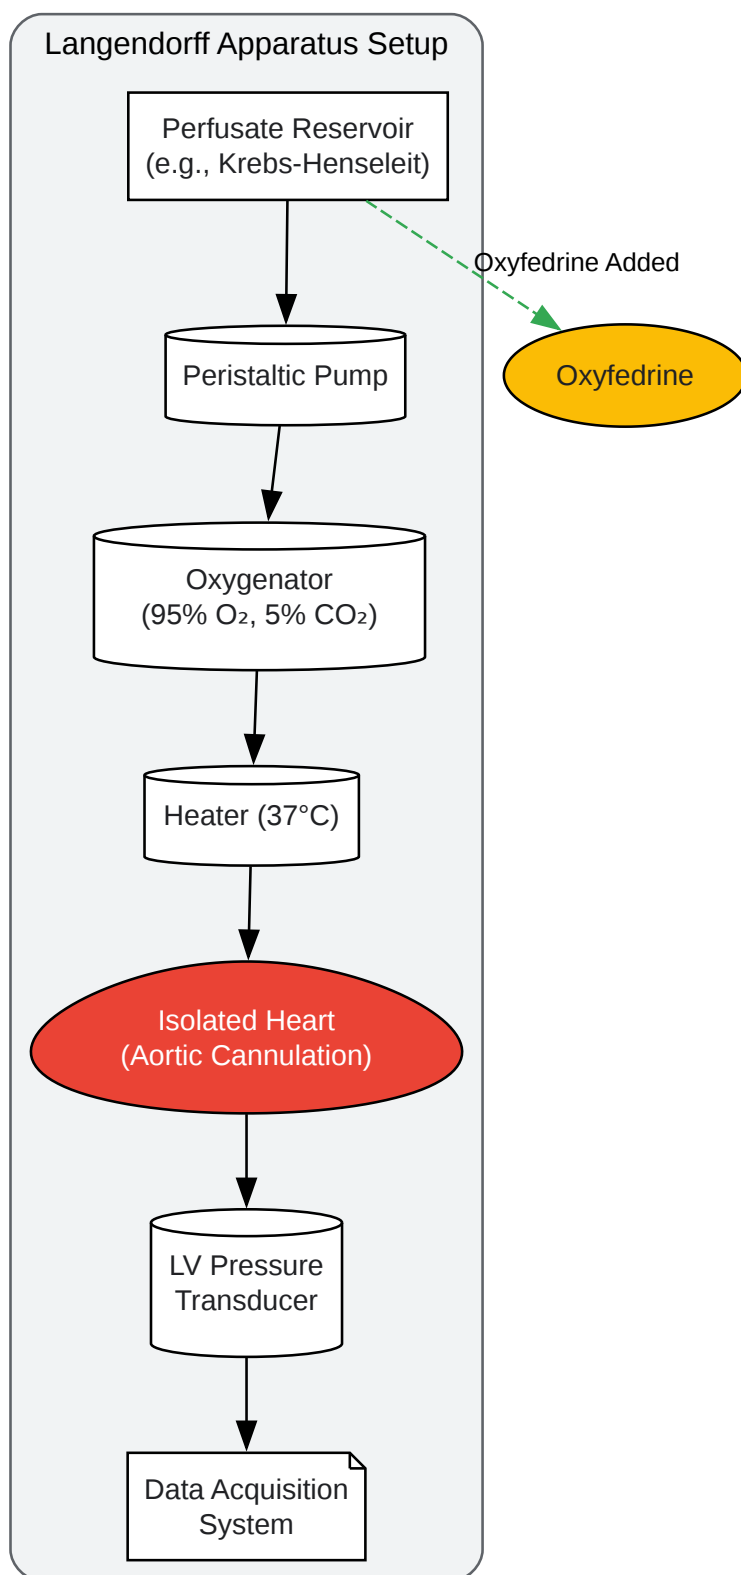 Langendorff Apparatus Setup
Perfusate Reservoir
(e.g., Krebs-Henseleit)
Oxyfedrine Added
Peristaltic Pump
Oxyfedrine
Oxygenator
(95% O₂, 5% CO₂)
Heater (37°C)
Isolated Heart
(Aortic Cannulation)
LV Pressure
Transducer
Data Acquisition
System